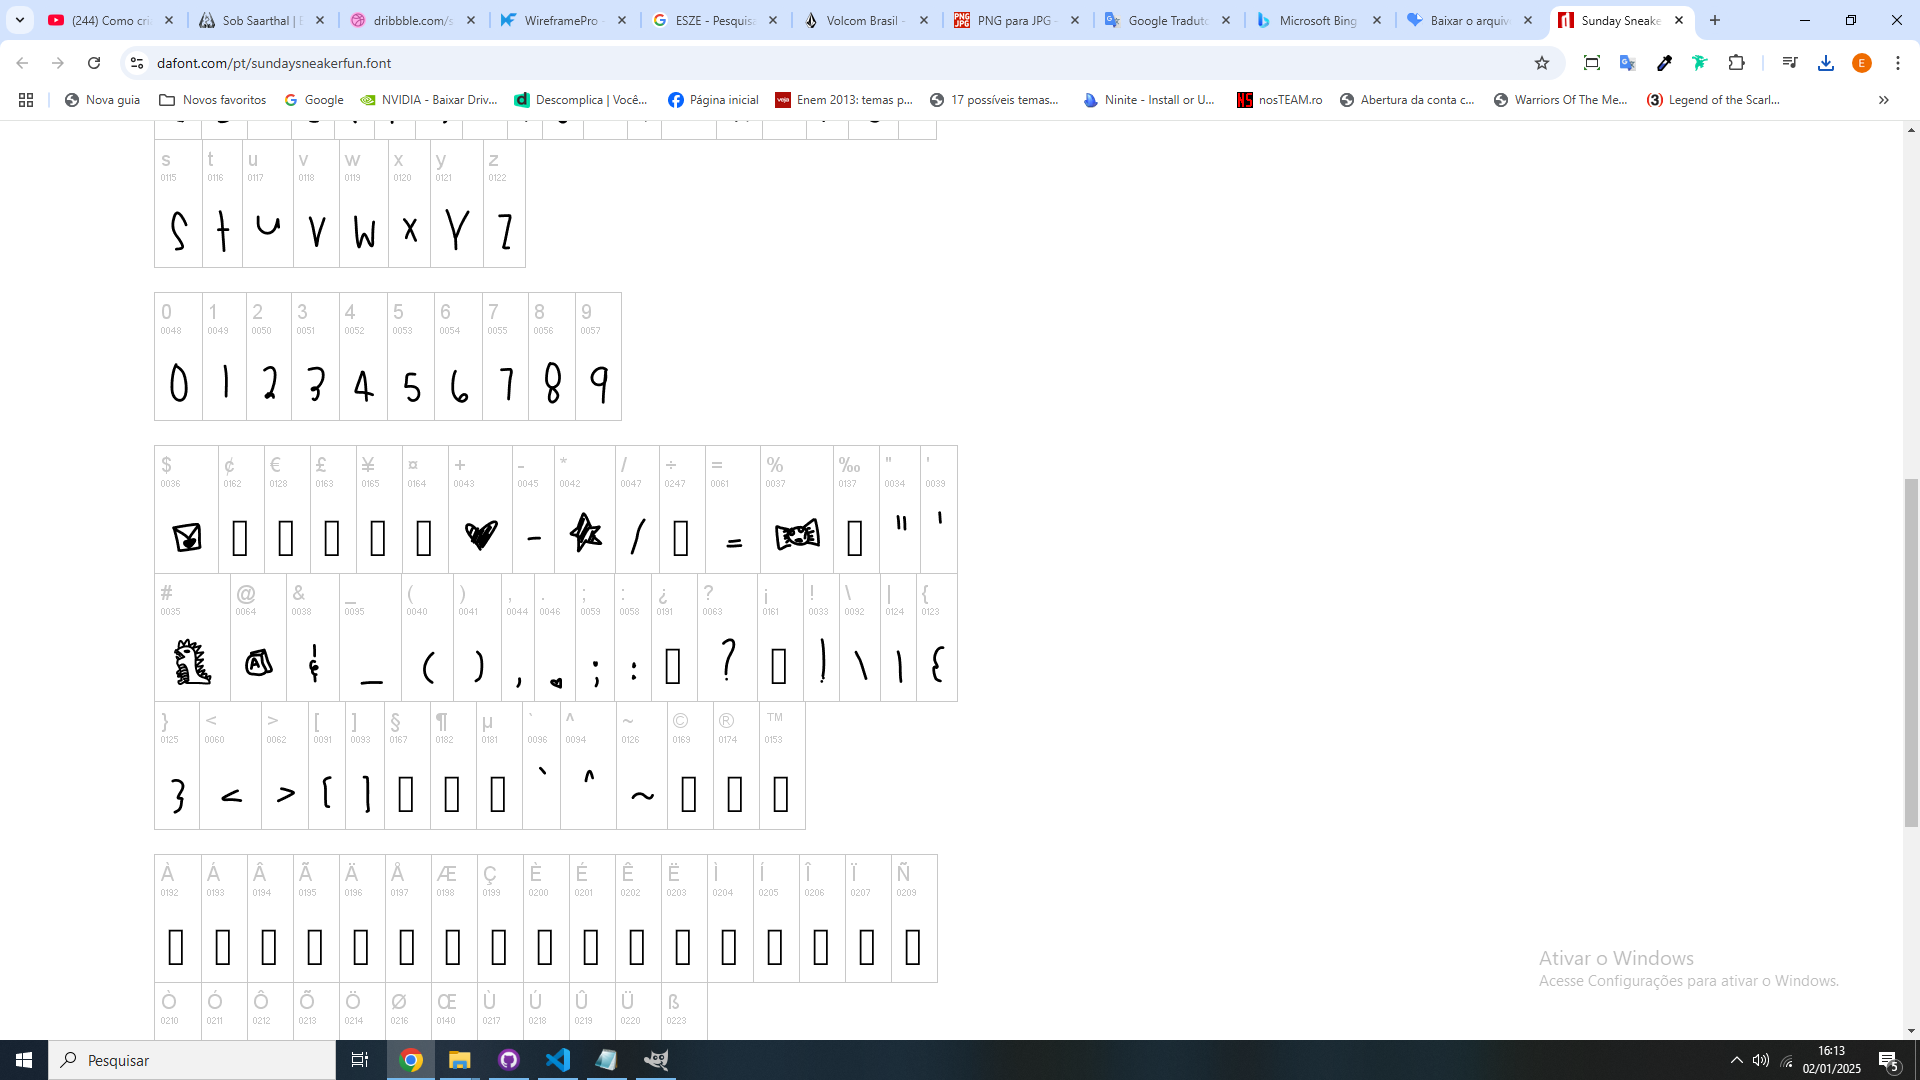 (244) Como cri
Sob Saarthal | E
dribbble.com/s
WireframePro -
ESZE - Pesquis
Volcom Brasil -
PNG para JPG -
Google Traduto
Microsoft Bing
Baixar o arquiv
Sunday Sneake
dafont.com/pt/sundaysneakerfun.font
E
Nova guia
Novos favoritos
Google
NVIDIA - Baixar Driv...
Descomplica | Você...
Página inicial
Enem 2013: temas p...
17 possíveis temas...
Ninite - Install or U...
nosTEAM.ro
Abertura da conta c...
Warriors Of The Me...
Legend of the Scarl...
s t u v w x y z
0115 0116 0117 0118 0119 0120 0121 0122
S t u v w x Y z
0 1 2 3 4 5 6 7 8 9
0048 0049 0050 0051 0052 0053 0054 0055 0056 0057
0 1 2 3 4 5 6 7 8 9
$ ¢ € £ ¥ ¤ + - * / ÷ = % ‰ " '
0036 0162 0128 0163 0165 0164 0043 0045 0042 0047 0247 0061 0037 0137 0034 0039
- / = " '
# @ & _ ( ) , . ; : ¿ ? ¡ ! \ | {
0035 0064 0038 0095 0040 0041 0044 0046 0059 0058 0191 0063 0161 0033 0092 0124 0123
A & _ ( ) , ; : ? ! \ | {
} < > [ ] § ¶ µ ` ^ ~ © ® ™
0125 0060 0062 0091 0093 0167 0182 0181 0096 0094 0126 0169 0174 0153
} < > [ ] ` ^ ~
À Á Â Ã Ä Å Æ Ç È É Ê Ë Ì Í Î Ï Ñ
0192 0193 0194 0195 0196 0197 0198 0199 0200 0201 0202 0203 0204 0205 0206 0207 0209
Ò Ó Ô Õ Ö Ø Œ Ù Ú Û Ü ß
0210 0211 0212 0213 0214 0216 0140 0217 0218 0219 0220 0223
Ativar o Windows
Acesse Configurações para ativar o Windows.
Pesquisar
16:13
02/01/2025
5